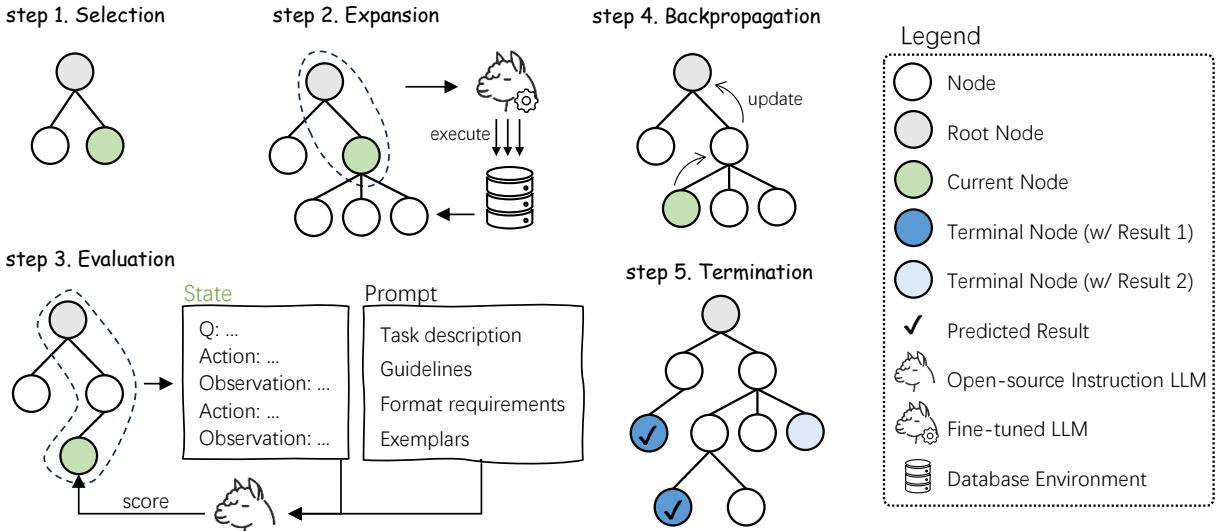 step 1. Selection
step 2. Expansion
execute
step 3. Evaluation
State
Q: ...
Action: ...
Observation: ...
Action: ...
Observation: ...
Prompt
Task description
Guidelines
Format requirements
Exemplars
score
step 4. Backpropagation
update
step 5. Termination
Legend
Node
Root Node
Current Node
Terminal Node (w/ Result 1)
Terminal Node (w/ Result 2)
Predicted Result
Open-source Instruction LLM
Fine-tuned LLM
Database Environment